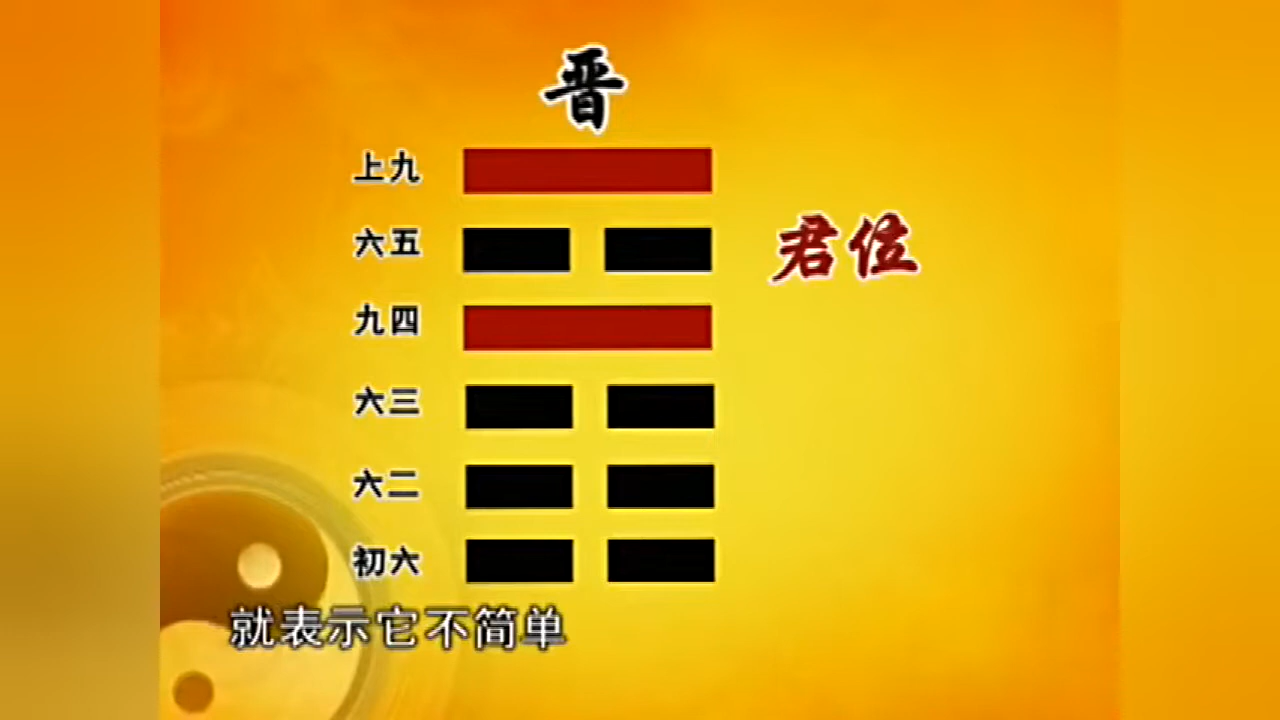 晋
上九
六五
君位
九四
六三
六二
初六
就表示它不简单